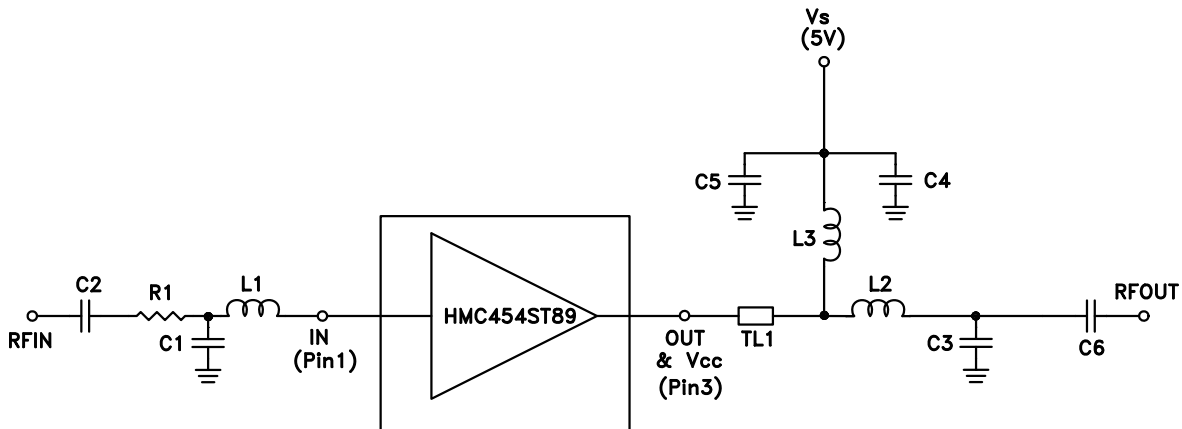 Vs
(5V)
C5
C4
L3
C2
R1
L1
L2
RFOUT
HMC454ST89
RFIN
C1
IN
(Pin1)
OUT
& Vcc
(Pin3)
TL1
C3
C6